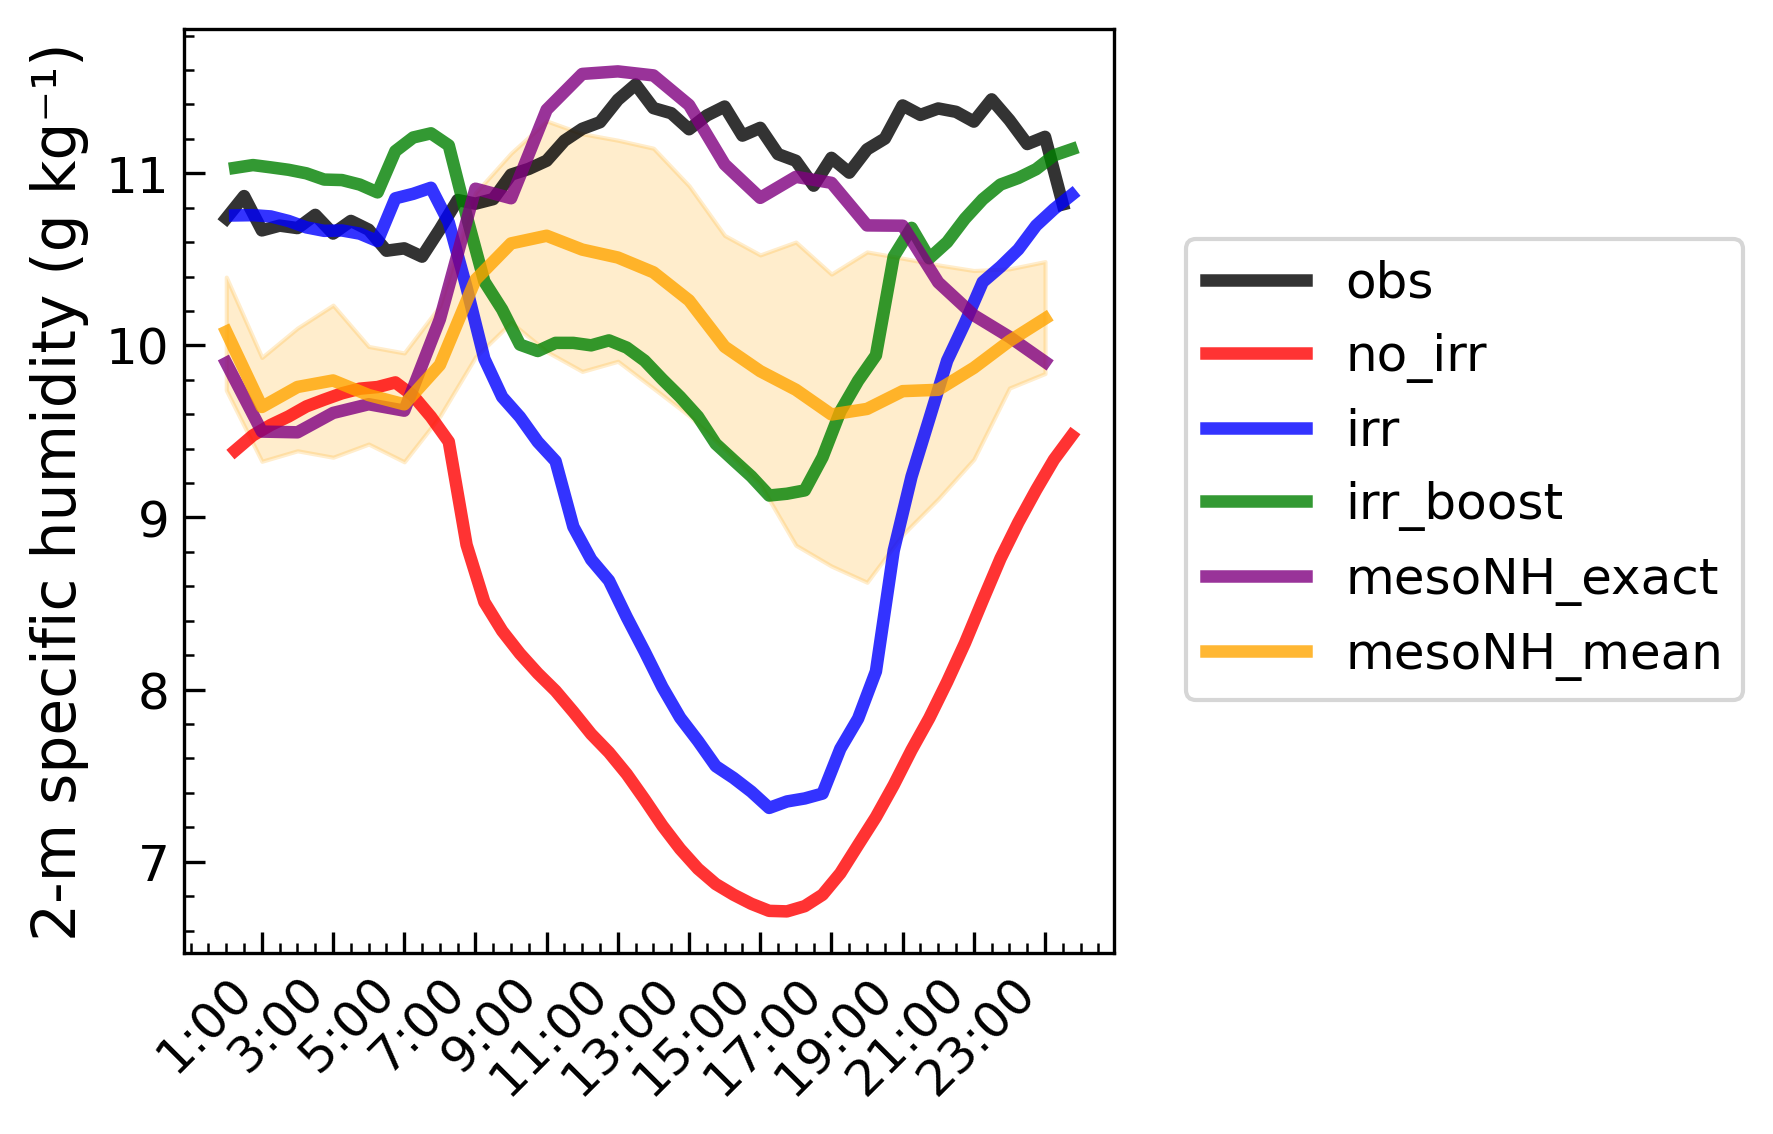 2-m specific humidity (g kg⁻¹)
11
10
9
8
7
1:00
3:00
5:00
7:00
9:00
11:00
13:00
15:00
17:00
19:00
21:00
23:00
obs
no_irr
irr
irr_boost
mesoNH_exact
mesoNH_mean